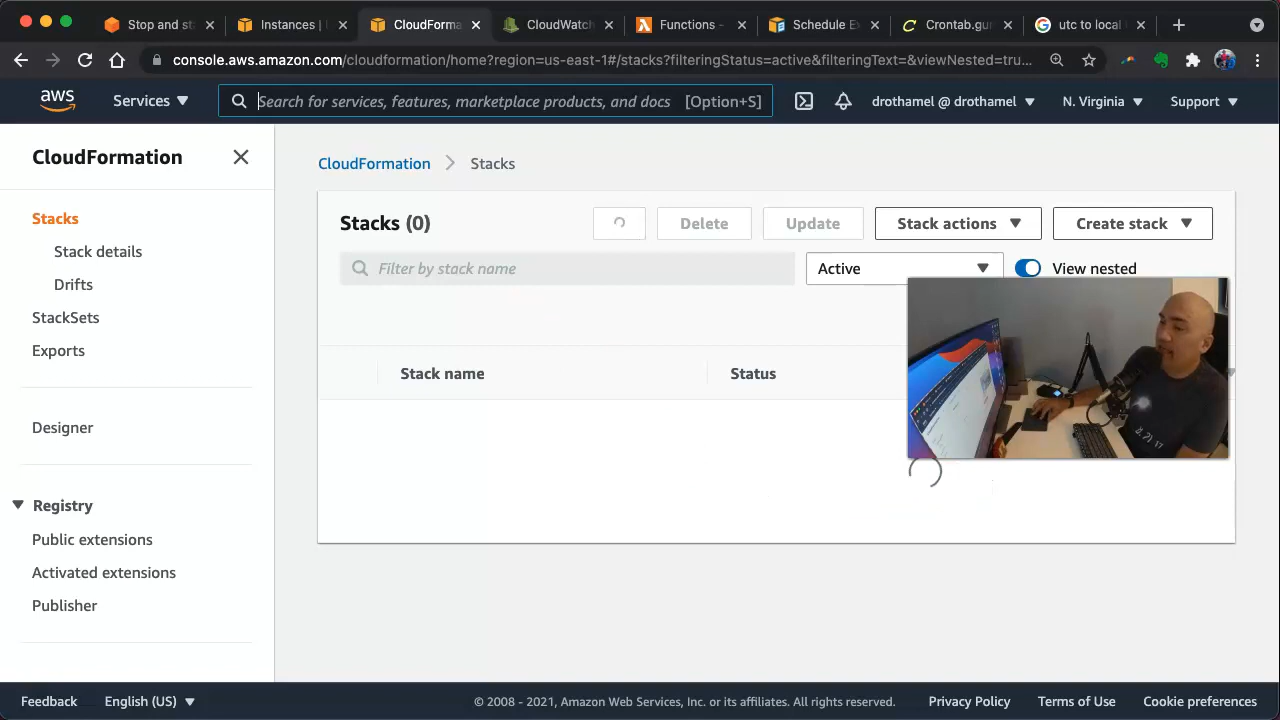 Stop and st
Instances |
CloudForma
CloudWatch
Functions -
Schedule Ex
Crontab.gur
utc to local
console.aws.amazon.com/cloudformation/home?region=us-east-1#/stacks?filteringStatus=active&filteringText=&viewNested=tru...
aws
Services
Search for services, features, marketplace products, and docs [Option+S]
drothamel @ drothamel
N. Virginia
Support
CloudFormation
Stacks
Stack details
Drifts
StackSets
Exports
Designer
Registry
Public extensions
Activated extensions
Publisher
CloudFormation > Stacks
Stacks (0)
Delete
Update
Stack actions
Create stack
Filter by stack name
Active
View nested
Stack name
Status
Feedback
English (US)
© 2008 - 2021, Amazon Web Services, Inc. or its affiliates. All rights reserved.
Privacy Policy
Terms of Use
Cookie preferences